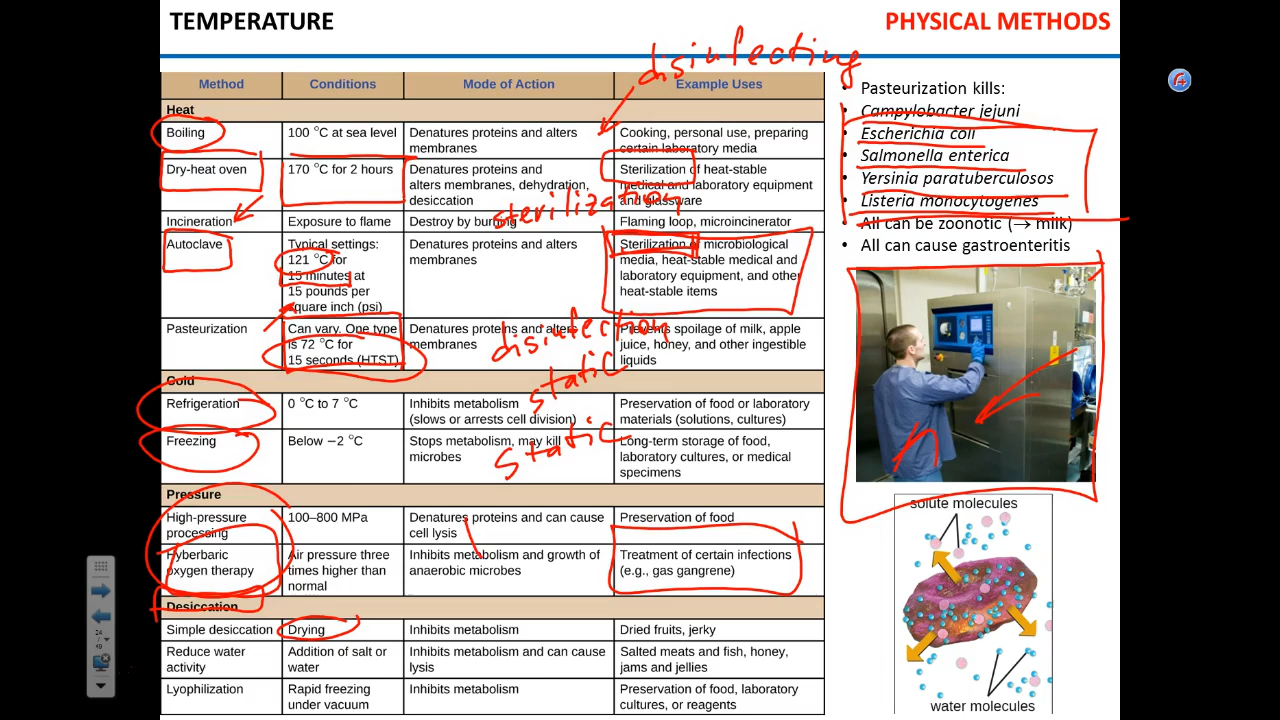 TEMPERATURE
PHYSICAL METHODS
disinfecting
Method Conditions Mode of Action Example Uses
Heat
Boiling 100 °C at sea level Denatures proteins and alters Cooking, personal use, preparing
membranes certain laboratory media
Dry-heat oven 170 °C for 2 hours Denatures proteins and Sterilization of heat-stable
alters membranes, dehydration, medical and laboratory equipment
desiccation and glassware
sterilization
Incineration Exposure to flame Destroy by burning Flaming loop, microincinerator
Autoclave Typical settings: Denatures proteins and alters Sterilization of microbiological
121 °C for membranes media, heat-stable medical and
15 minutes at laboratory equipment, and other
15 pounds per heat-stable items
square inch (psi)
Pasteurization Can vary. One type Denatures proteins and alters Prevents spoilage of milk, apple
is 72 °C for membranes juice, honey, and other ingestible
15 seconds (HTST) liquids
disinfection
static
Cold
Refrigeration 0 °C to 7 °C Inhibits metabolism Preservation of food or laboratory
(slows or arrests cell division) materials (solutions, cultures)
static
Freezing Below −2 °C Stops metabolism, may kill Long-term storage of food,
microbes laboratory cultures, or medical
specimens
Pressure
High-pressure 100–800 MPa Denatures proteins and can cause Preservation of food
processing cell lysis
Hyberbaric Air pressure three Inhibits metabolism and growth of Treatment of certain infections
oxygen therapy times higher than anaerobic microbes (e.g., gas gangrene)
normal
Desiccation
Simple desiccation Drying Inhibits metabolism Dried fruits, jerky
Reduce water Addition of salt or Inhibits metabolism and can cause Salted meats and fish, honey,
activity water lysis jams and jellies
Lyophilization Rapid freezing Inhibits metabolism Preservation of food, laboratory
under vacuum cultures, or reagents
• Pasteurization kills:
• Campylobacter jejuni
• Escherichia coli
• Salmonella enterica
• Yersinia paratuberculosos
• Listeria monocytogenes
• All can be zoonotic (→ milk)
• All can cause gastroenteritis
solute molecules
water molecules
24
/
49